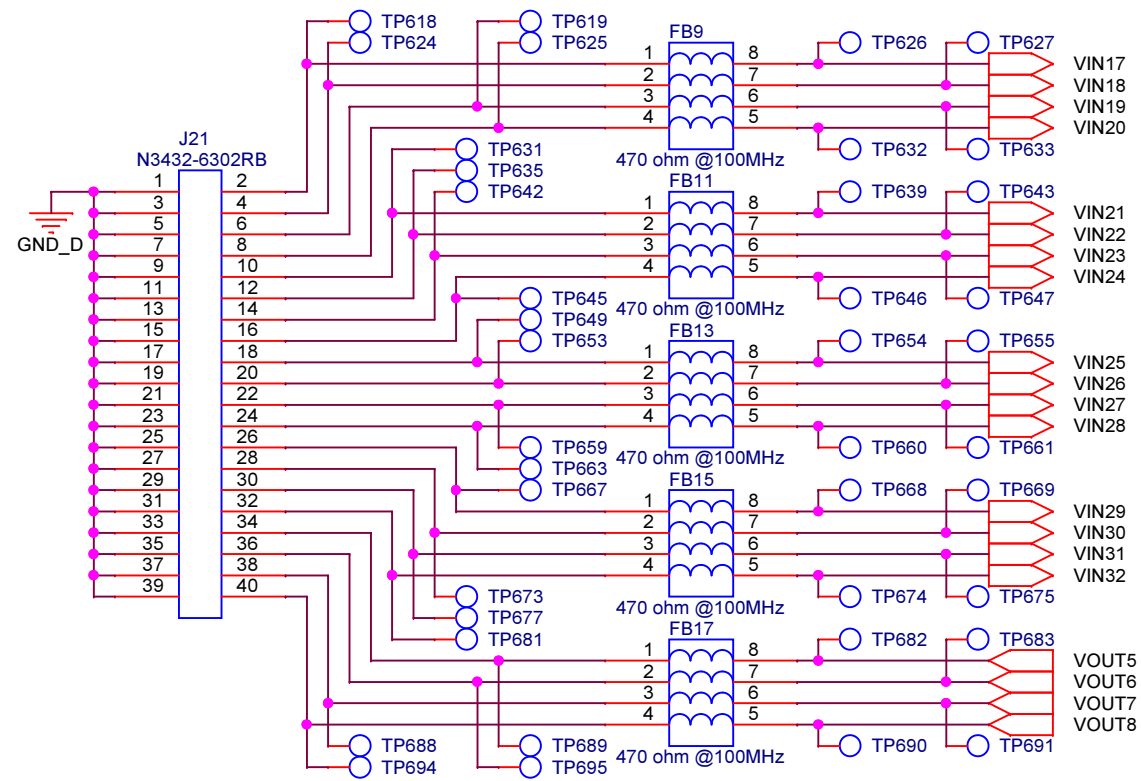 TP618
TP619
TP624
TP625
FB9
1 8
2 7
3 6
4 5
470 ohm @100MHz
TP626
TP627
VIN17
VIN18
VIN19
VIN20
TP632
TP633
J21
N3432-6302RB
GND_D
1 2
3 4
5 6
7 8
9 10
11 12
13 14
15 16
17 18
19 20
21 22
23 24
25 26
27 28
29 30
31 32
33 34
35 36
37 38
39 40
TP631
TP635
TP642
FB11
1 8
2 7
3 6
4 5
470 ohm @100MHz
TP639
TP643
VIN21
VIN22
VIN23
VIN24
TP646
TP647
TP645
TP649
TP653
FB13
1 8
2 7
3 6
4 5
470 ohm @100MHz
TP654
TP655
VIN25
VIN26
VIN27
VIN28
TP660
TP661
TP659
TP663
TP667
FB15
1 8
2 7
3 6
4 5
470 ohm @100MHz
TP668
TP669
VIN29
VIN30
VIN31
VIN32
TP674
TP675
TP673
TP677
TP681
FB17
1 8
2 7
3 6
4 5
470 ohm @100MHz
TP682
TP683
VOUT5
VOUT6
VOUT7
VOUT8
TP690
TP691
TP688
TP689
TP694
TP695